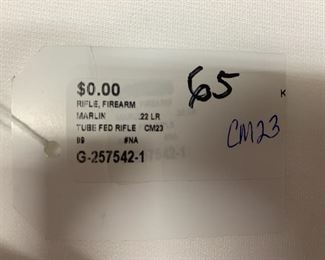 $0.00
65
RIFLE, FIREARM
K
MARLIN .22 LR
TUBE FED RIFLE CM23
CM23
89 #NA
G-257542-1